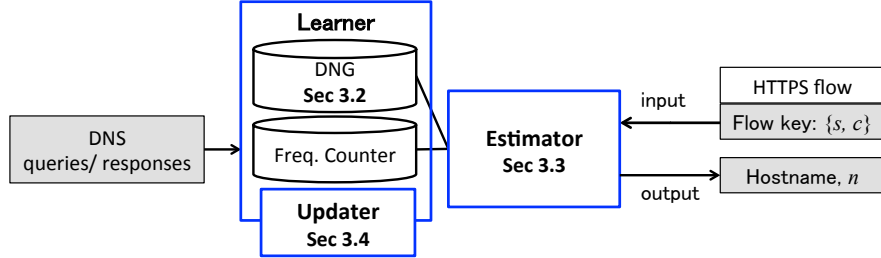 Learner
DNG
Sec 3.2
Freq. Counter
Updater
Sec 3.4
DNS
queries/ responses
Estimator
Sec 3.3
input
output
HTTPS flow
Flow key: {s, c}
Hostname, n